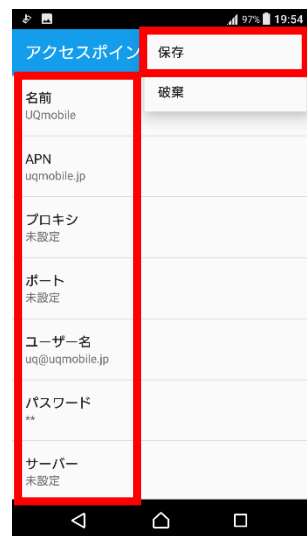 97% 19:54
アクセスポイン
保存
破棄
名前
UQmobile
APN
uqmobile.jp
プロキシ
未設定
ポート
未設定
ユーザー名
uq@uqmobile.jp
パスワード
**
サーバー
未設定